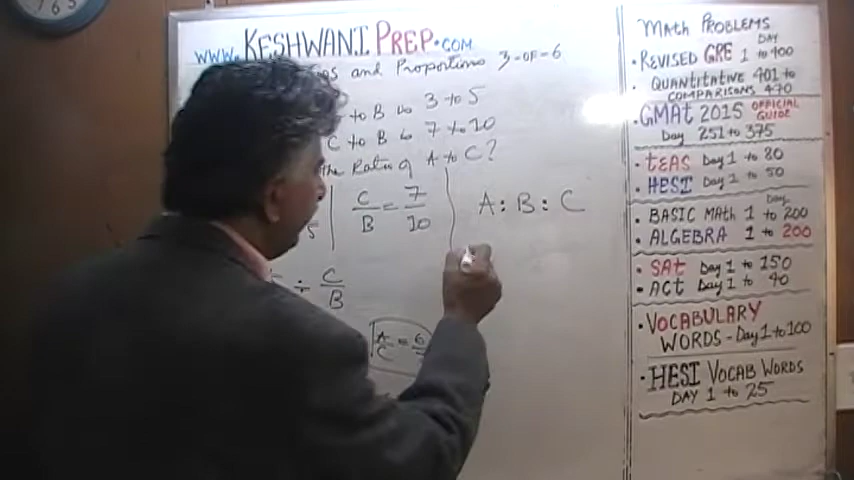 www.KESHWANIPREP.COM
and Proportions 3-OF-6
to B is 3 to 5
C to B is 7 to 10
the Ratio of A to C?
5
C/B = 7/10
A : B : C
÷ C/B
A/C = 6/
MATH PROBLEMS
DAY
• REVISED GRE 1 to 400
• QUANTITATIVE 401 to
COMPARISONS 470
• GMAT 2015 OFFICIAL GUIDE
Day 251 to 375
• TEAS Day 1 to 80
• HESI Day 1 to 50
Day
• BASIC MATH 1 to 200
• ALGEBRA 1 to 200
• SAT Day 1 to 150
• ACT Day 1 to 40
• VOCABULARY
WORDS - Day 1 to 100
• HESI VOCAB WORDS
DAY 1 to 25